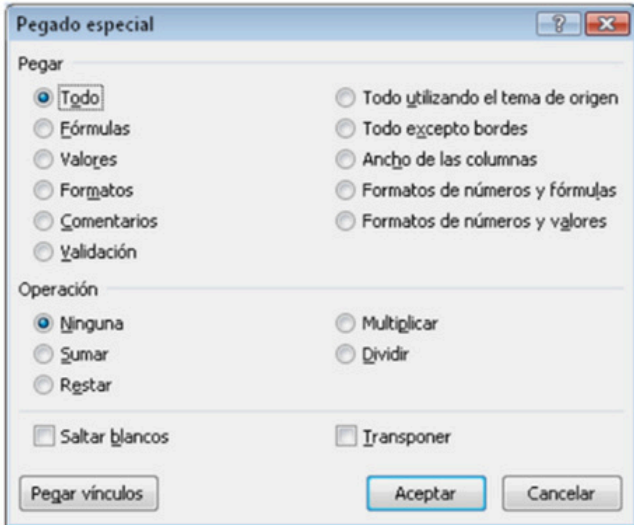 Pegado especial
Pegar
Todo
Todo utilizando el tema de origen
Fórmulas
Todo excepto bordes
Valores
Ancho de las columnas
Formatos
Formatos de números y fórmulas
Comentarios
Formatos de números y valores
Validación
Operación
Ninguna
Multiplicar
Sumar
Dividir
Restar
Saltar blancos
Transponer
Pegar vínculos
Aceptar
Cancelar